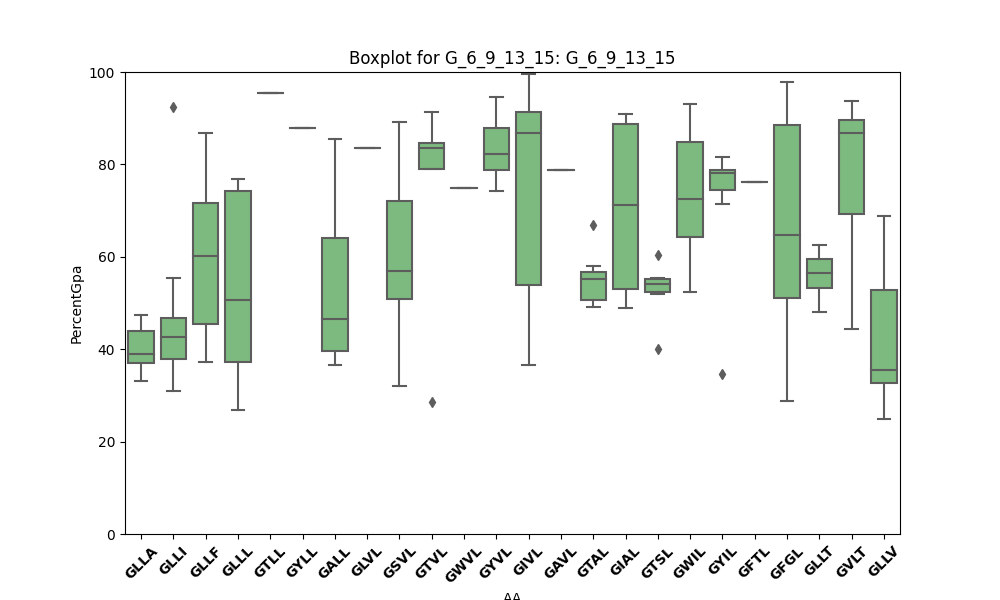 Boxplot for G_6_9_13_15: G_6_9_13_15
PercentGpa
100
80
60
40
20
0
GLLA GLLI GLLF GLLL GTLL GYLL GALL GLVL GSVL GTVL GWVL GYVL GIVL GAVL GTAL GIAL GTSL GWIL GYIL GFTL GFGL GLLT GVLT GLLV
AA